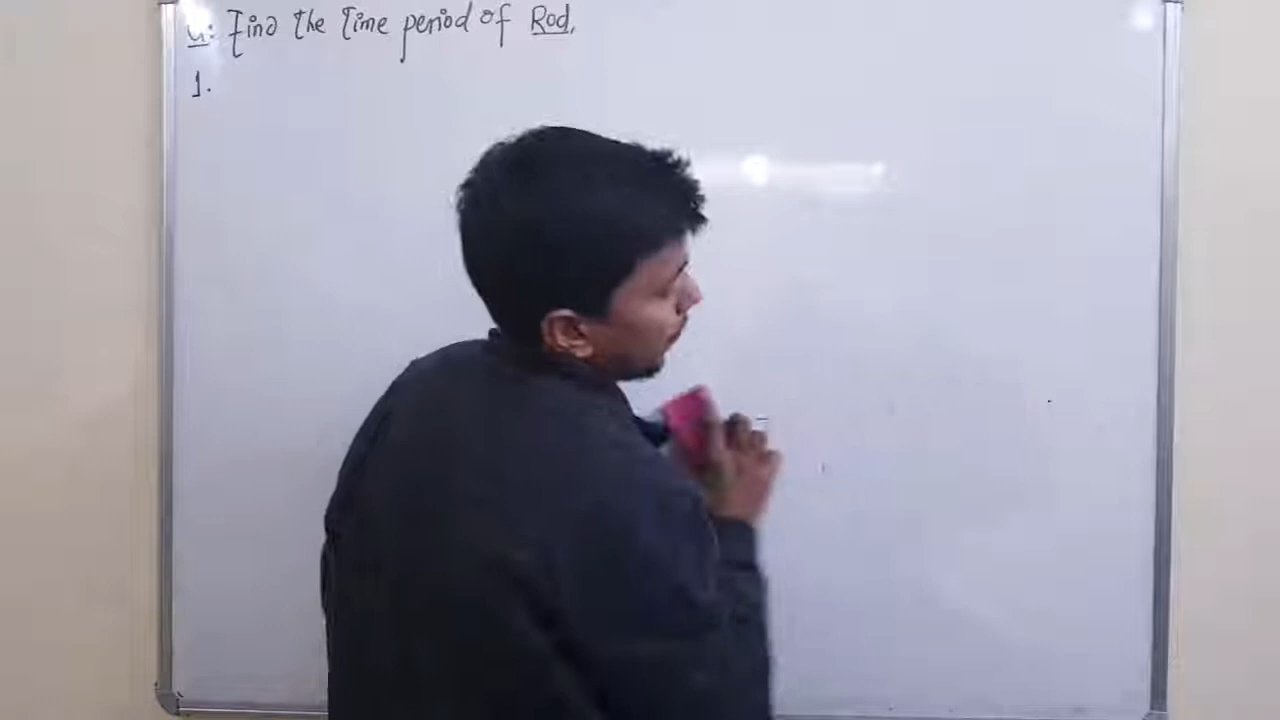 Q: Find the Time period of Rod.
1.